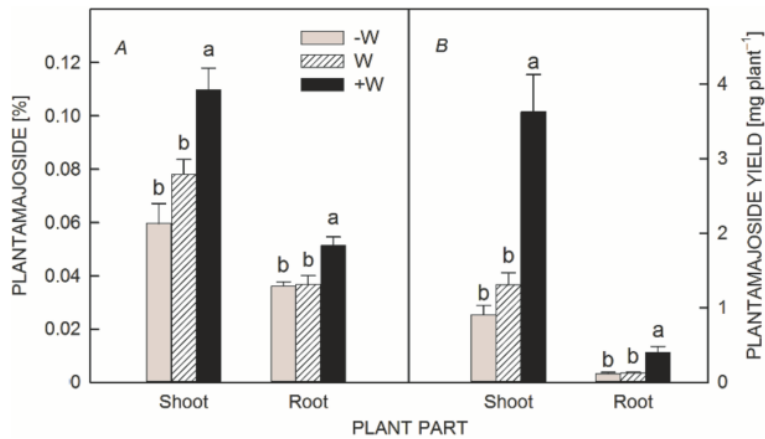 A
B
-W
W
+W
PLANTAMAJOSIDE [%]
0.12
0.10
0.08
0.06
0.04
0.02
0
b
b
a
b
b
a
b
b
a
b
b
a
4
3
2
1
0
PLANTAMAJOSIDE YIELD [mg plant⁻¹]
Shoot
Root
Shoot
Root
PLANT PART